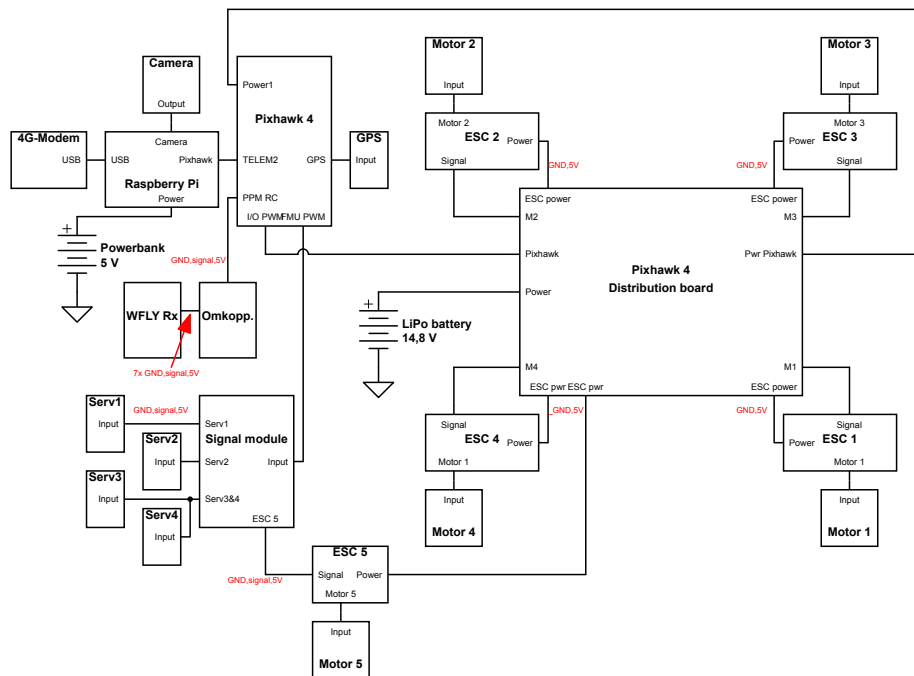 Motor 2
Input
Motor 2
ESC 2
Power
Signal
Motor 3
Input
Motor 3
ESC 3
Power
Signal
Camera
Output
Power1
Pixhawk 4
TELEM2
GPS
PPM RC
I/O PWM
FMU PWM
GPS
Input
4G-Modem
USB
Camera
USB
Pixhawk
Raspberry Pi
Power
+
Powerbank
5 V
GND,signal,5V
WFLY Rx
Omkopp.
7x GND,signal,5V
GND,5V
GND,5V
ESC power
ESC power
M2
M3
Pixhawk
Pwr Pixhawk
Pixhawk 4
Distribution board
Power
M4
M1
ESC pwr
ESC pwr
ESC power
+
LiPo battery
14,8 V
_GND,5V
GND,5V
Signal
ESC 4
Power
Motor 1
Input
Motor 4
Signal
ESC 1
Power
Motor 1
Input
Motor 1
Serv1
Input
GND,signal,5V
Serv2
Input
Serv3
Input
Serv4
Input
Serv1
Signal module
Serv2
Input
Serv3&4
ESC 5
GND,signal,5V
ESC 5
Signal
Power
Motor 5
Input
Motor 5